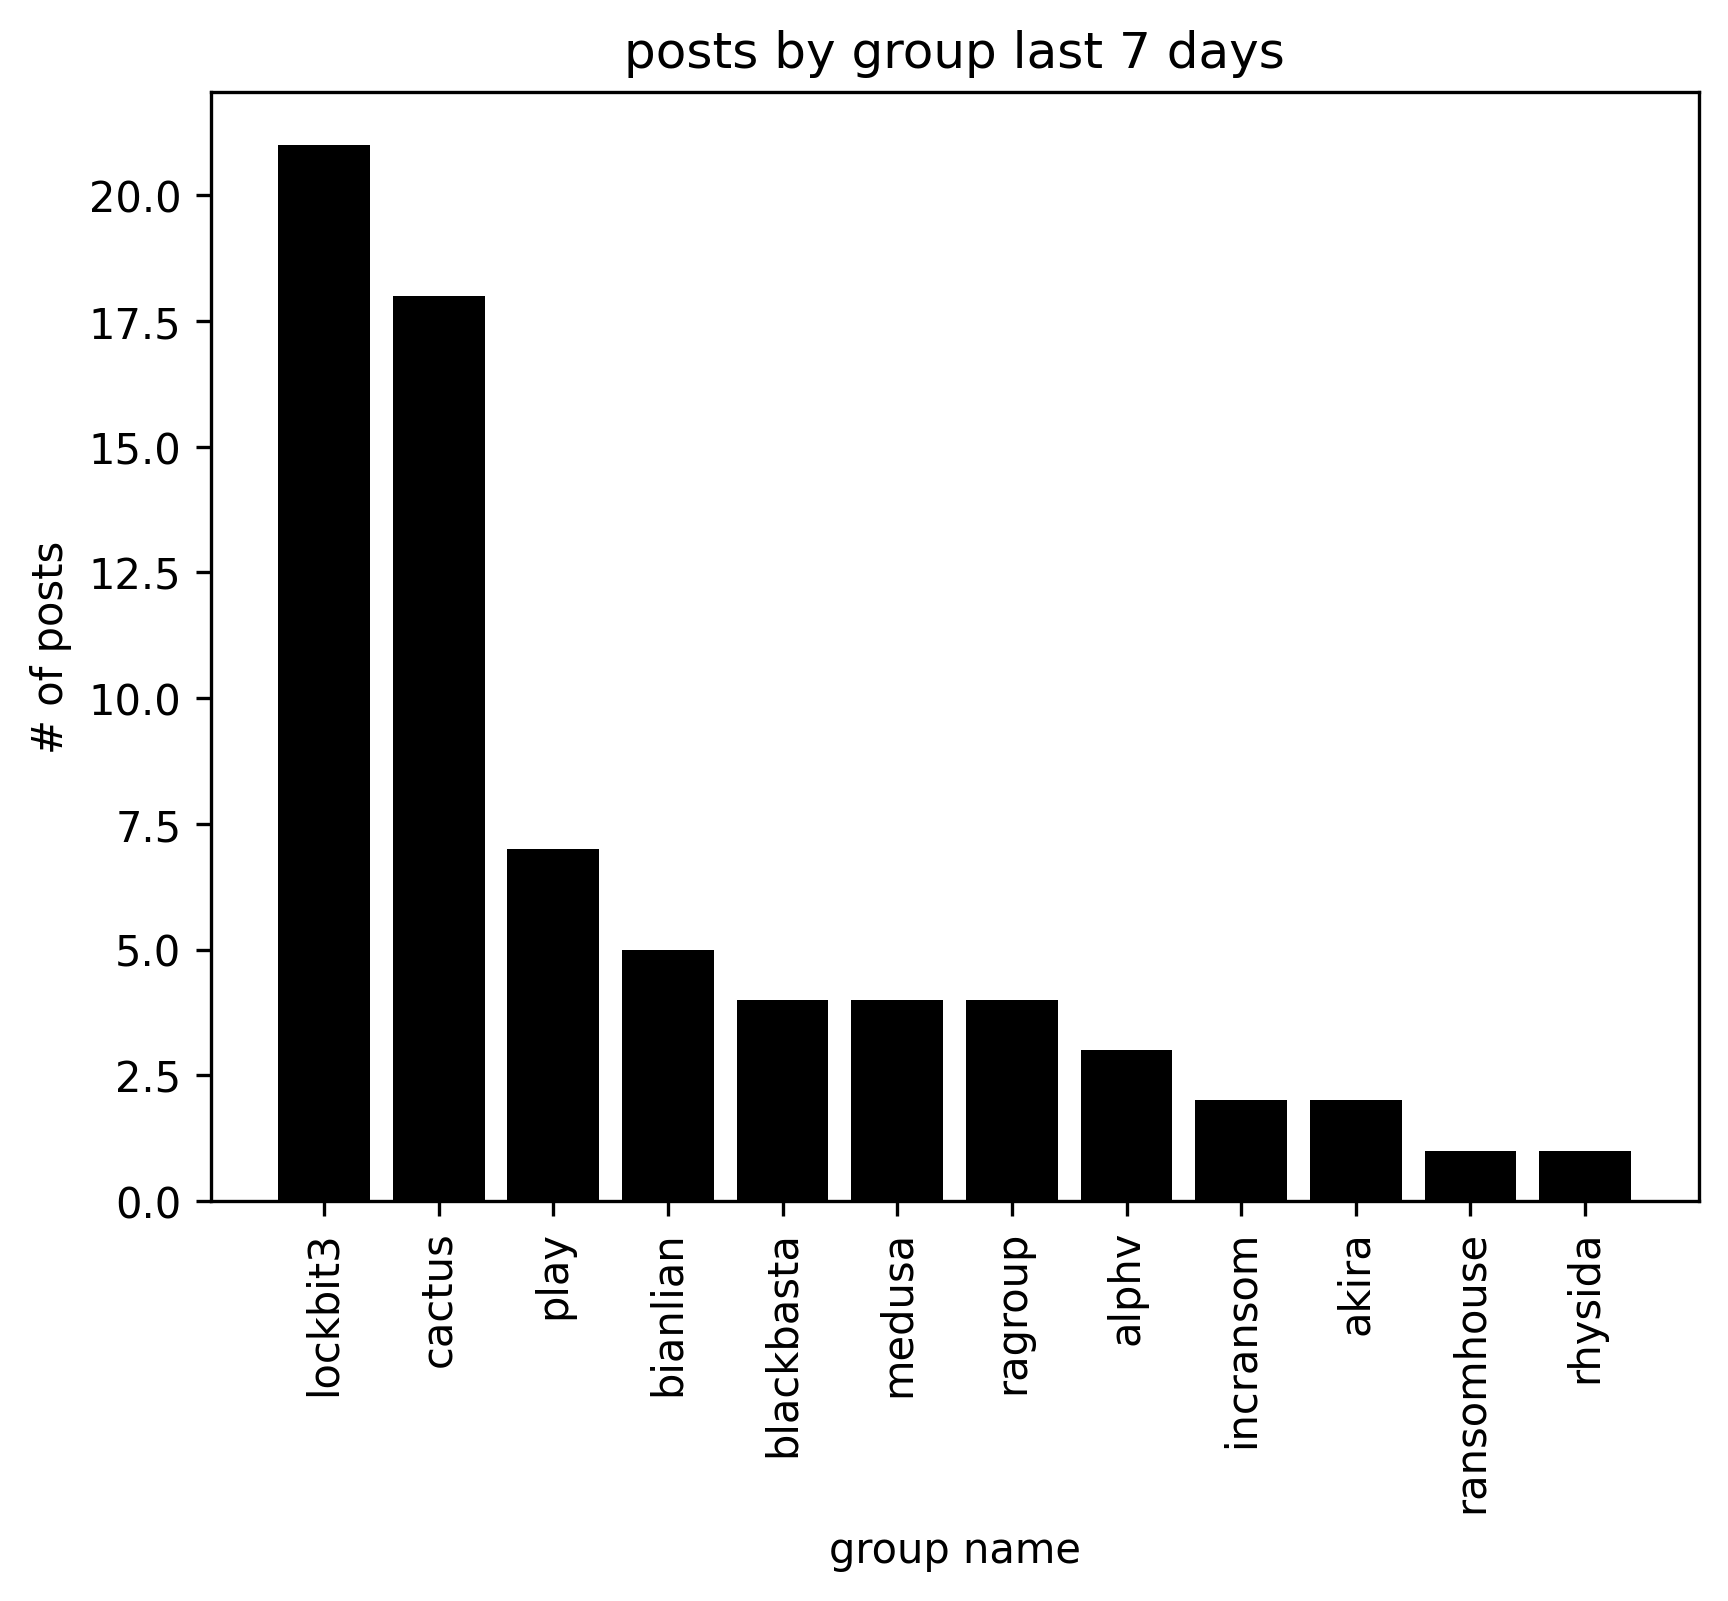 posts by group last 7 days
# of posts
20.0
17.5
15.0
12.5
10.0
7.5
5.0
2.5
0.0
lockbit3
cactus
play
bianlian
blackbasta
medusa
ragroup
alphv
incransom
akira
ransomhouse
rhysida
group name